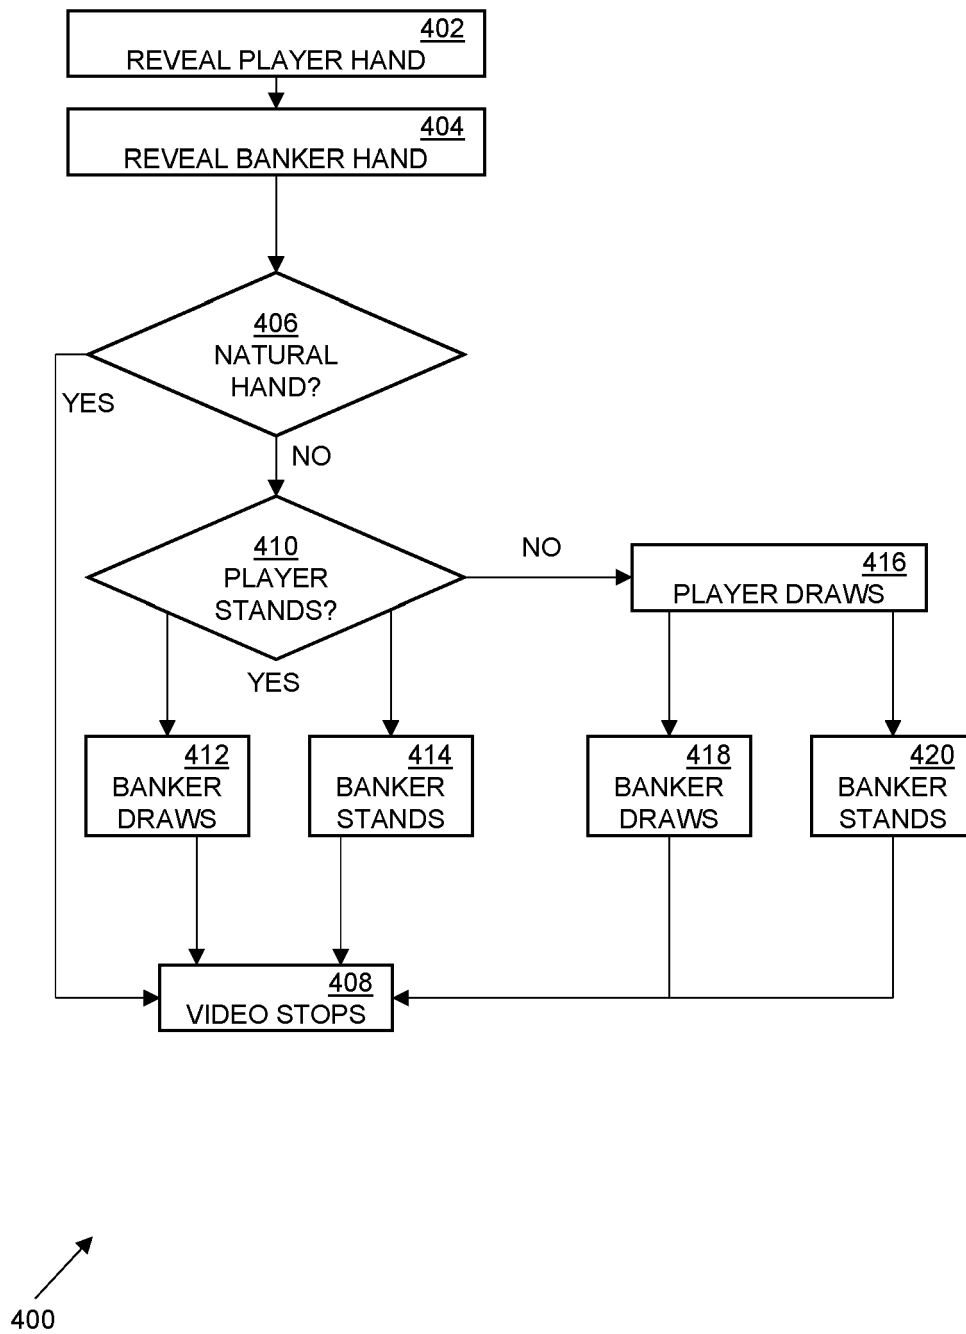 402
REVEAL PLAYER HAND
404
REVEAL BANKER HAND
406
NATURAL
HAND?
YES
NO
410
PLAYER
STANDS?
NO
416
PLAYER DRAWS
YES
412
BANKER
DRAWS
414
BANKER
STANDS
418
BANKER
DRAWS
420
BANKER
STANDS
408
VIDEO STOPS
400